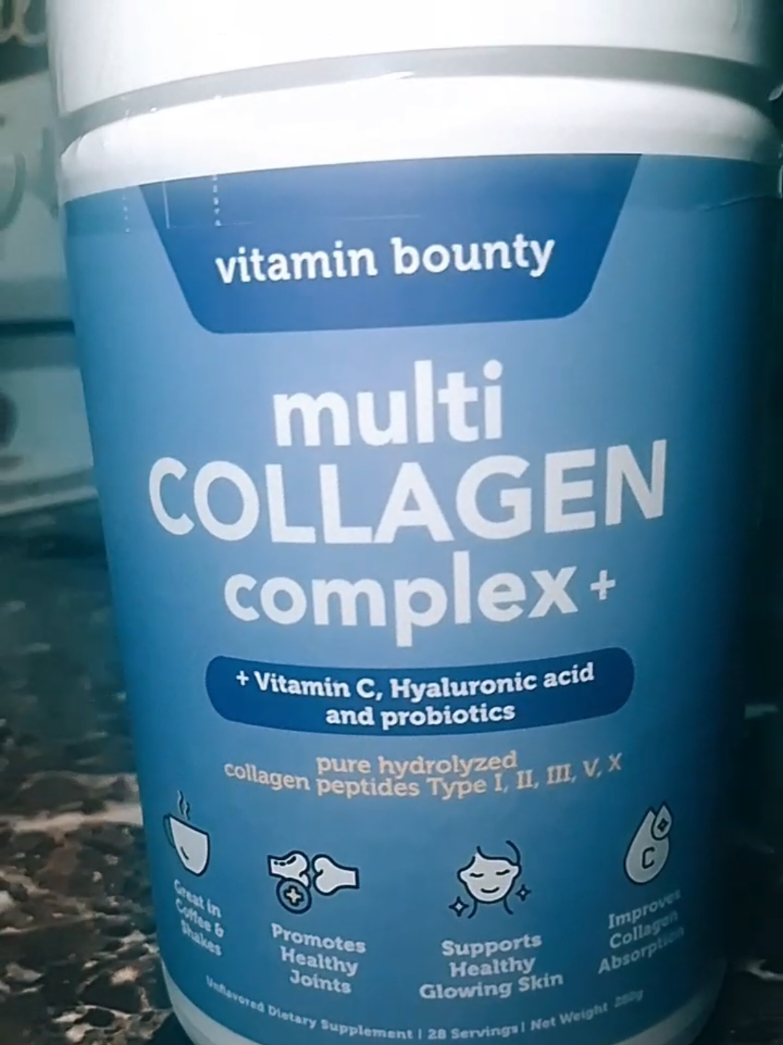 vitamin bounty
multi
COLLAGEN
complex+
+ Vitamin C, Hyaluronic acid
and probiotics
pure hydrolyzed
collagen peptides Type I, II, III, V, X
Great in
Coffee &
Shakes
Promotes
Healthy
Joints
Supports
Healthy
Glowing Skin
C
Improves
Collagen
Absorption
Unflavored Dietary Supplement | 28 Servings | Net Weight